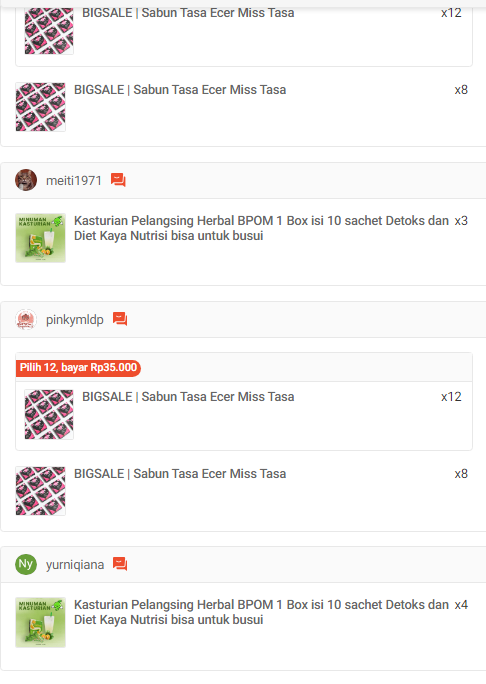 BIGSALE | Sabun Tasa Ecer Miss Tasa x12
BIGSALE | Sabun Tasa Ecer Miss Tasa x8
meiti1971
MINUMAN
KASTURIAN
Kasturian Pelangsing Herbal BPOM 1 Box isi 10 sachet Detoks dan x3
Diet Kaya Nutrisi bisa untuk busui
pinkymldp
Pilih 12, bayar Rp35.000
BIGSALE | Sabun Tasa Ecer Miss Tasa x12
BIGSALE | Sabun Tasa Ecer Miss Tasa x8
Ny yurniqiana
MINUMAN
KASTURIAN
Kasturian Pelangsing Herbal BPOM 1 Box isi 10 sachet Detoks dan x4
Diet Kaya Nutrisi bisa untuk busui